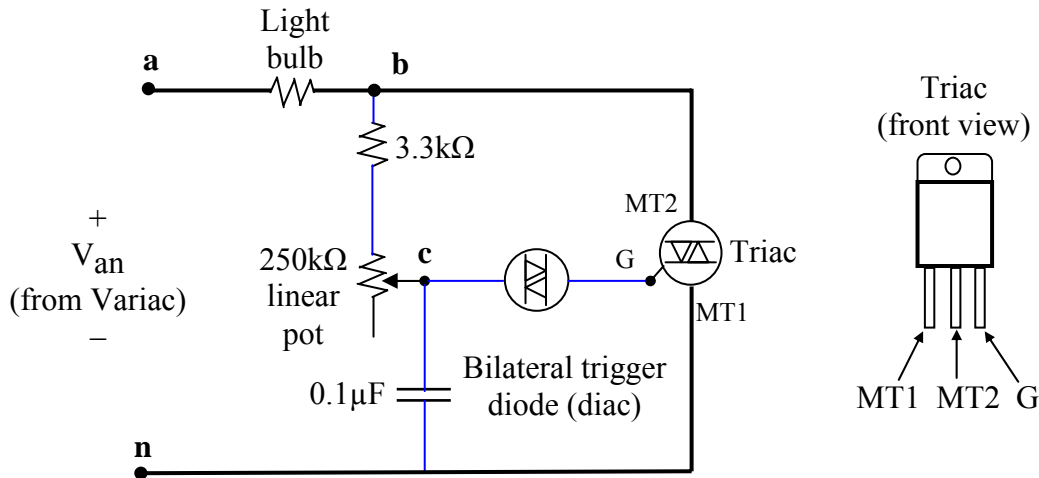 Light
bulb
a
b
3.3kΩ
MT2
+
V_an
(from Variac)
–
250kΩ
linear
pot
c
G
Triac
MT1
0.1µF
Bilateral trigger
diode (diac)
n
Triac
(front view)
MT1 MT2 G